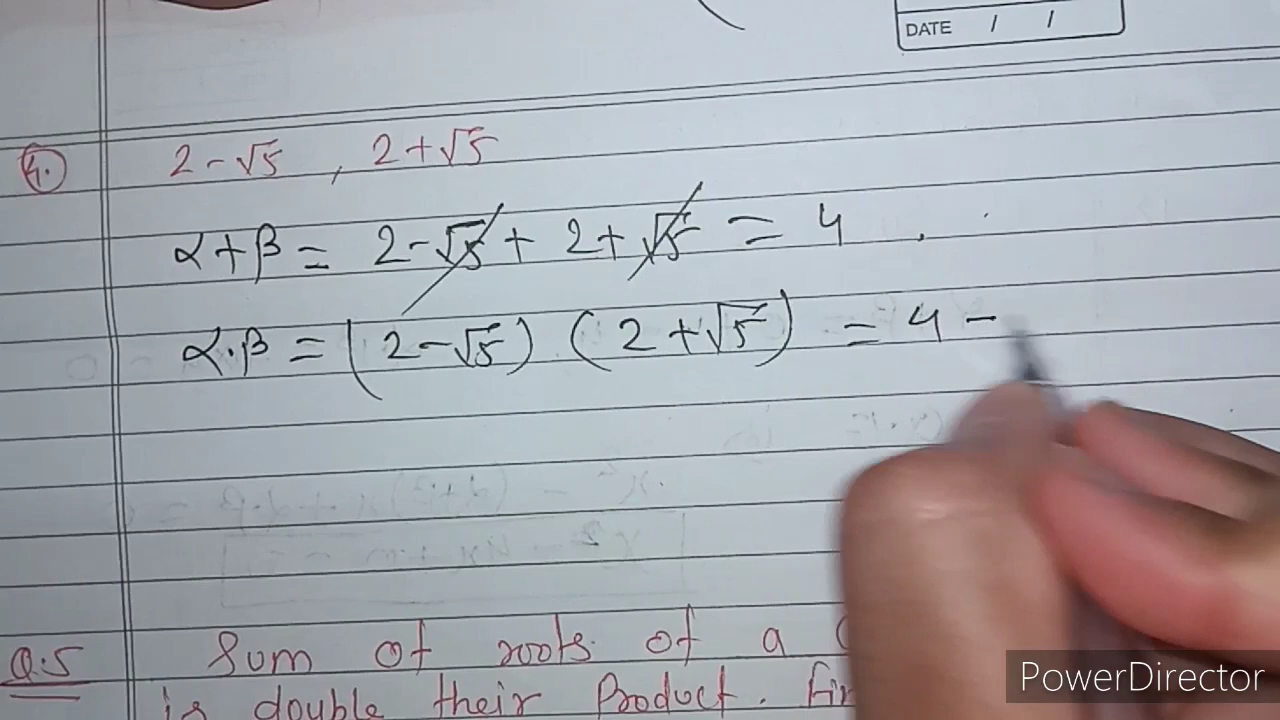 DATE / /
4. 2-√5 , 2+√5
α+β = 2-√5 + 2+√5 = 4
α.β = (2-√5) (2+√5) = 4 -
Q.5 Sum of roots of a
is double their Product.
PowerDirector